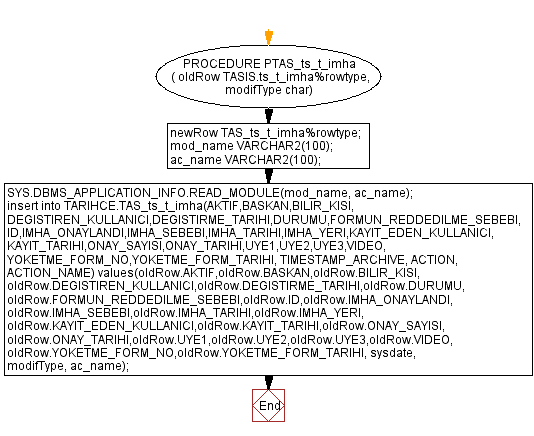 PROCEDURE PTAS_ts_t_imha
( oldRow TASIS.ts_t_imha%rowtype,
modifType char)
newRow TAS_ts_t_imha%rowtype;
mod_name VARCHAR2(100);
ac_name VARCHAR2(100);
SYS.DBMS_APPLICATION_INFO.READ_MODULE(mod_name, ac_name);
insert into TARIHCE.TAS_ts_t_imha(AKTIF,BASKAN,BILIR_KISI,
DEGISTIREN_KULLANICI,DEGISTIRME_TARIHI,DURUMU,FORMUN_REDDEDILME_SEBEBI,
ID,IMHA_ONAYLANDI,IMHA_SEBEBI,IMHA_TARIHI,IMHA_YERI,KAYIT_EDEN_KULLANICI,
KAYIT_TARIHI,ONAY_SAYISI,ONAY_TARIHI,UYE1,UYE2,UYE3,VIDEO,
YOKETME_FORM_NO,YOKETME_FORM_TARIHI, TIMESTAMP_ARCHIVE, ACTION,
ACTION_NAME) values(oldRow.AKTIF,oldRow.BASKAN,oldRow.BILIR_KISI,
oldRow.DEGISTIREN_KULLANICI,oldRow.DEGISTIRME_TARIHI,oldRow.DURUMU,
oldRow.FORMUN_REDDEDILME_SEBEBI,oldRow.ID,oldRow.IMHA_ONAYLANDI,
oldRow.IMHA_SEBEBI,oldRow.IMHA_TARIHI,oldRow.IMHA_YERI,
oldRow.KAYIT_EDEN_KULLANICI,oldRow.KAYIT_TARIHI,oldRow.ONAY_SAYISI,
oldRow.ONAY_TARIHI,oldRow.UYE1,oldRow.UYE2,oldRow.UYE3,oldRow.VIDEO,
oldRow.YOKETME_FORM_NO,oldRow.YOKETME_FORM_TARIHI, sysdate,
modifType, ac_name);
End